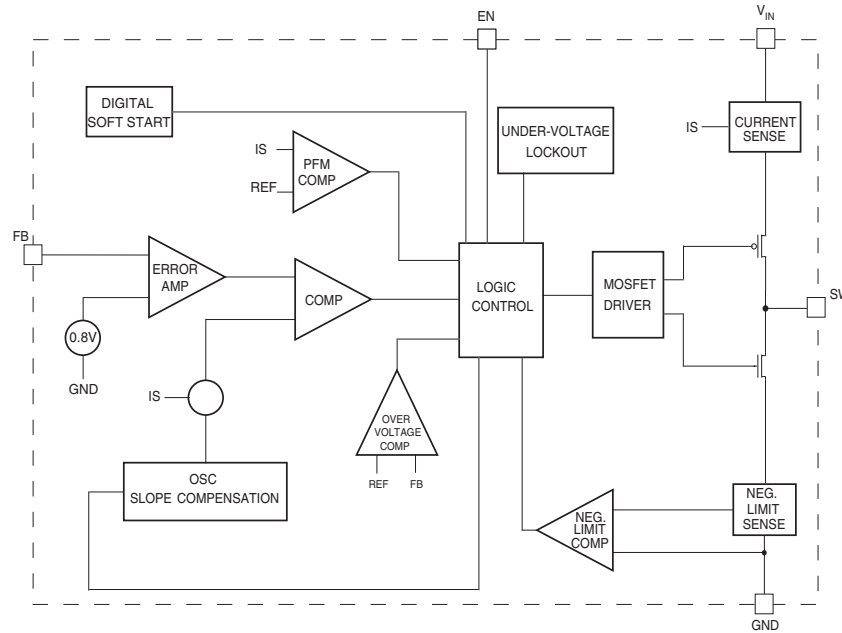 EN
V_IN
DIGITAL
SOFT START
UNDER-VOLTAGE
LOCKOUT
IS
CURRENT
SENSE
IS
PFM
COMP
REF
FB
ERROR
AMP
COMP
LOGIC
CONTROL
MOSFET
DRIVER
SW
0.8V
GND
IS
OVER
VOLTAGE
COMP
REF
FB
OSC
SLOPE COMPENSATION
NEG.
LIMIT
COMP
NEG.
LIMIT
SENSE
GND